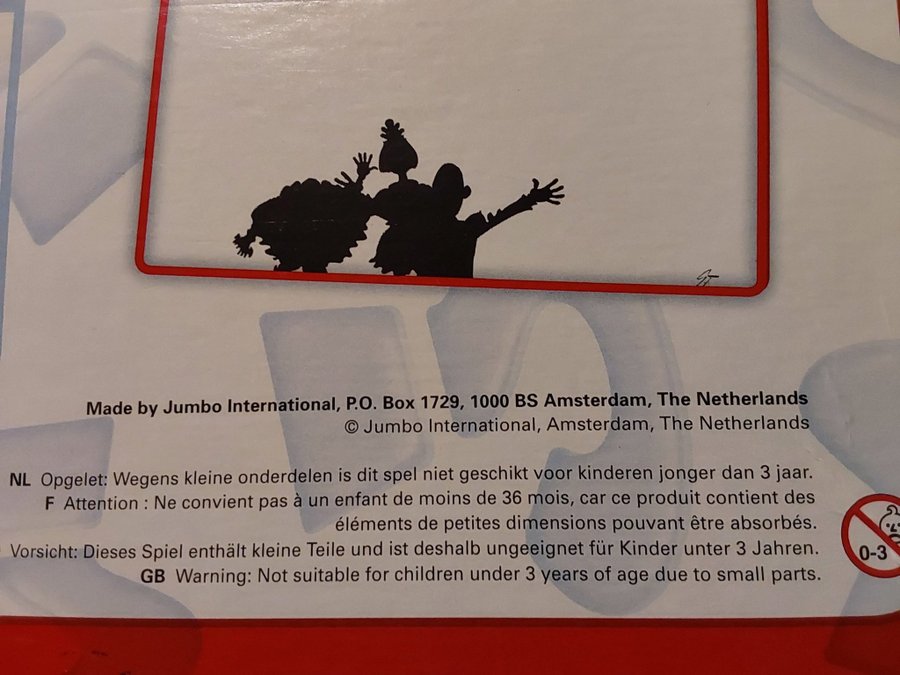 Made by Jumbo International, P.O. Box 1729, 1000 BS Amsterdam, The Netherlands
© Jumbo International, Amsterdam, The Netherlands
NL Opgelet: Wegens kleine onderdelen is dit spel niet geschikt voor kinderen jonger dan 3 jaar.
F Attention : Ne convient pas à un enfant de moins de 36 mois, car ce produit contient des
éléments de petites dimensions pouvant être absorbés.
Vorsicht: Dieses Spiel enthält kleine Teile und ist deshalb ungeeignet für Kinder unter 3 Jahren.
GB Warning: Not suitable for children under 3 years of age due to small parts.
0-3